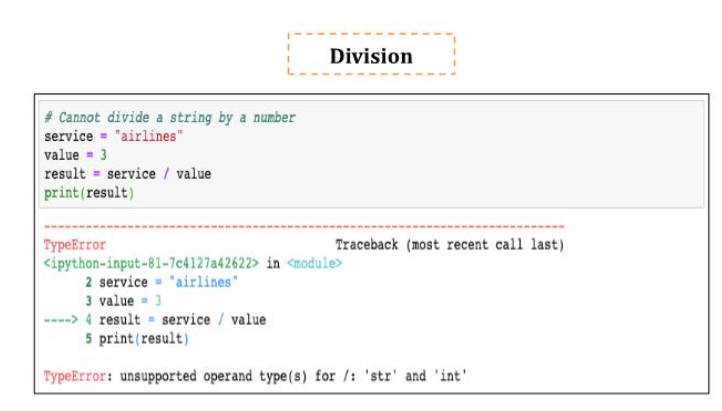 Division
# Cannot divide a string by a number
service = "airlines"
value = 3
result = service / value
print(result)
---------------------------------------------------------------------------
TypeError                                 Traceback (most recent call last)
<ipython-input-81-7c4127a42622> in <module>
      2 service = "airlines"
      3 value = 3
----> 4 result = service / value
      5 print(result)
TypeError: unsupported operand type(s) for /: 'str' and 'int'